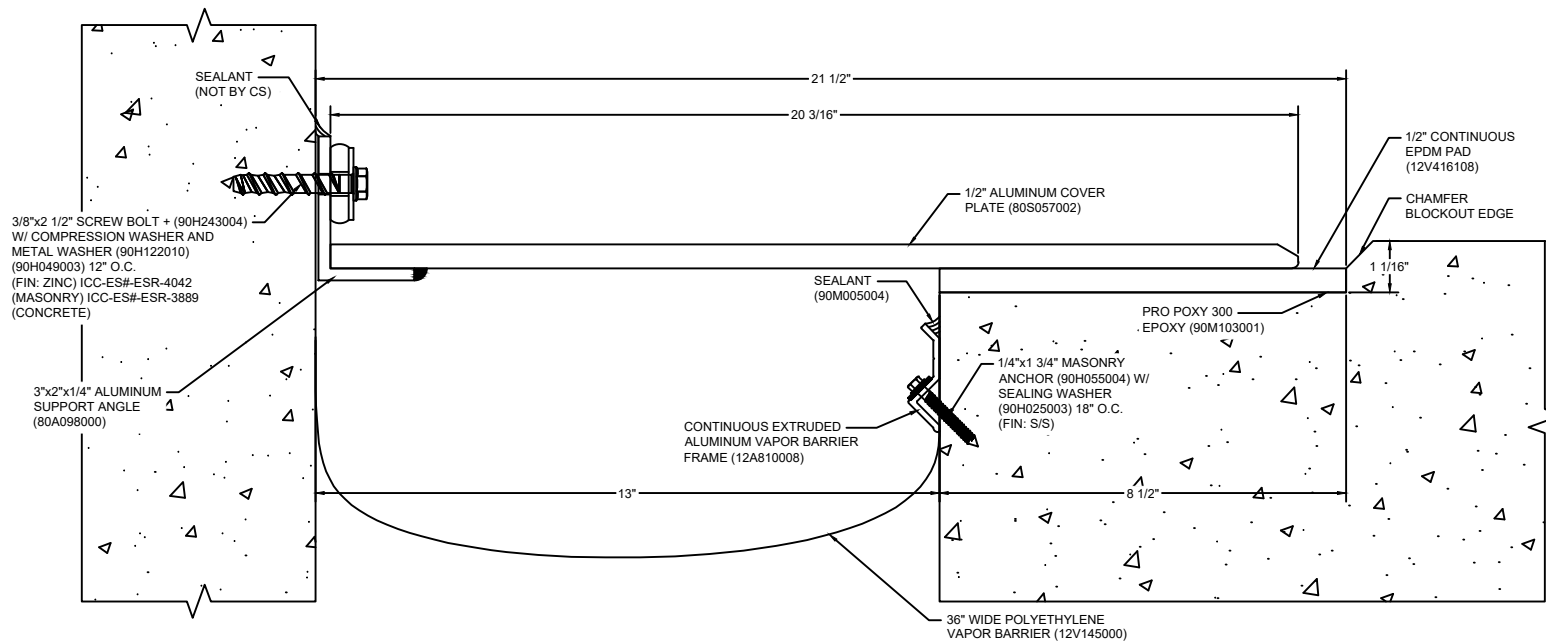 SEALANT
(NOT BY CS)
21 1/2"
20 3/16"
1/2" CONTINUOUS
EPDM PAD
(12V416108)
1/2" ALUMINUM COVER
PLATE (80S057002)
CHAMFER
BLOCKOUT EDGE
3/8"x2 1/2" SCREW BOLT + (90H243004)
W/ COMPRESSION WASHER AND
METAL WASHER (90H122010)
(90H049003) 12" O.C.
(FIN: ZINC) ICC-ES#-ESR-4042
(MASONRY) ICC-ES#-ESR-3889
(CONCRETE)
1 1/16"
SEALANT
(90M005004)
PRO POXY 300
EPOXY (90M103001)
1/4"x1 3/4" MASONRY
ANCHOR (90H055004) W/
SEALING WASHER
(90H025003) 18" O.C.
(FIN: S/S)
3"x2"x1/4" ALUMINUM
SUPPORT ANGLE
(80A098000)
CONTINUOUS EXTRUDED
ALUMINUM VAPOR BARRIER
FRAME (12A810008)
13"
8 1/2"
36" WIDE POLYETHYLENE
VAPOR BARRIER (12V145000)